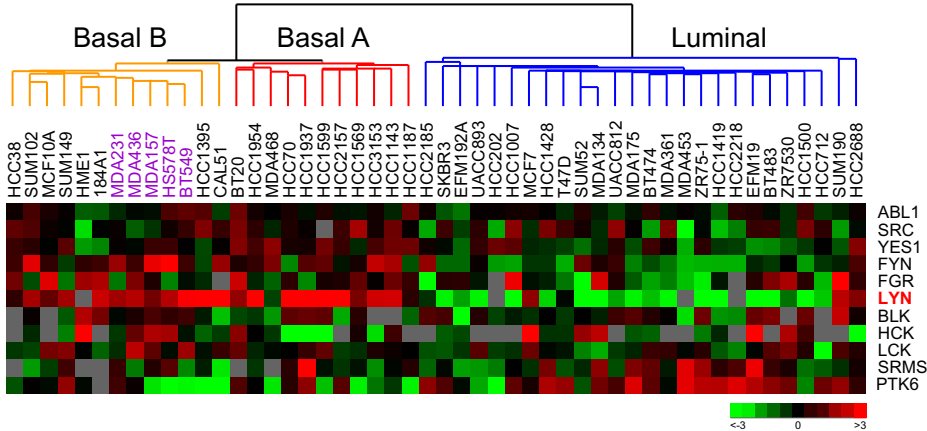 Basal B Basal A Luminal
HCC38
SUM102
MCF10A
SUM149
HME1
184A1
MDA231
MDA436
MDA157
HS578T
BT549
HCC1395
CAL51
BT20
HCC1954
MDA468
HCC70
HCC1937
HCC1599
HCC2157
HCC1569
HCC3153
HCC1143
HCC1187
HCC2185
SKBR3
EEM192A
UACC893
HCC202
HCC1007
MCF7
HCC1428
T47D
SUM52
MDA134
UACC812
MDA175
BT474
MDA361
MDA453
ZR75-1
HCC1419
HCC2218
EEM19
BT483
ZR7530
HCC1500
HCC712
SUM190
HCC2688
ABL1
SRC
YES1
FYN
FGR
LYN
BLK
HCK
LCK
SRMS
PTK6
<-3 0 >3